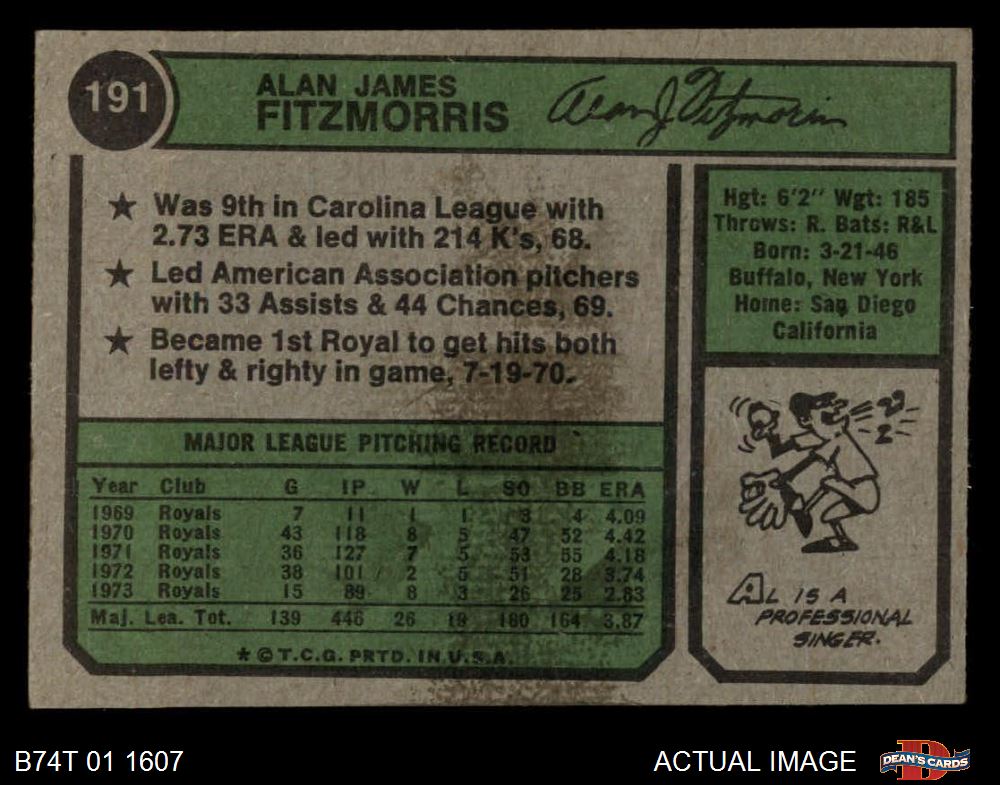 191
ALAN JAMES
FITZMORRIS
Alan J. Fitzmorris
★ Was 9th in Carolina League with
2.73 ERA & led with 214 K's, 68.
★ Led American Association pitchers
with 33 Assists & 44 Chances, 69.
★ Became 1st Royal to get hits both
lefty & righty in game, 7-19-70.
MAJOR LEAGUE PITCHING RECORD
Year Club G IP W L SO BB ERA
1969 Royals 7 11 1 1 3 4 4.09
1970 Royals 43 118 8 5 47 52 4.42
1971 Royals 36 127 7 5 53 55 4.18
1972 Royals 38 101 2 5 51 28 3.74
1973 Royals 15 89 8 3 26 25 2.83
Maj. Lea. Tot. 139 446 26 19 180 164 3.87
★ © T.C.G. PRTD. IN U.S.A.
Hgt: 6'2" Wgt: 185
Throws: R. Bats: R&L
Born: 3-21-46
Buffalo, New York
Home: San Diego
California
AL IS A
PROFESSIONAL
SINGER.
B74T 01 1607
ACTUAL IMAGE
DEAN'S CARDS